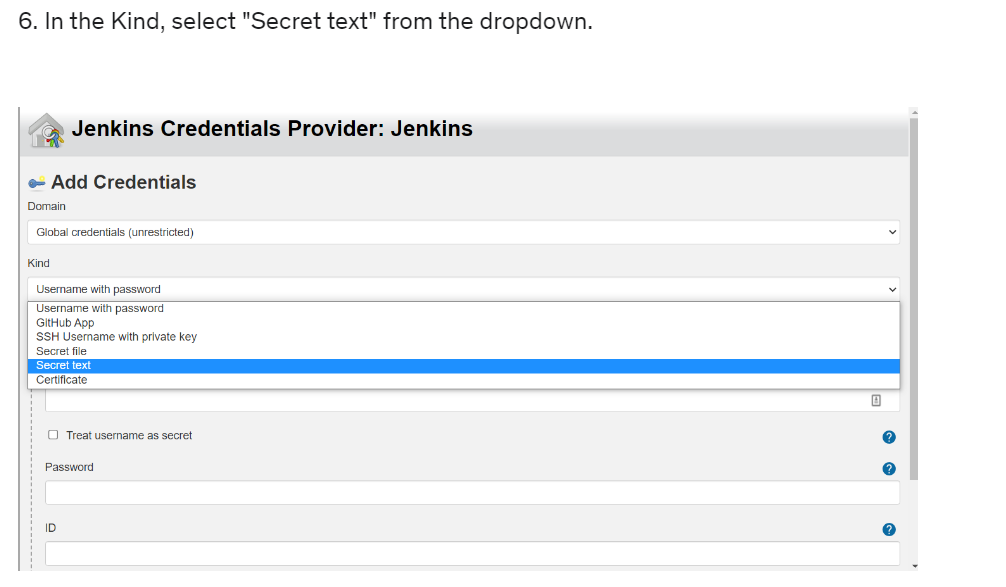 6. In the Kind, select "Secret text" from the dropdown.
Jenkins Credentials Provider: Jenkins
Add Credentials
Domain
Global credentials (unrestricted)
Kind
Username with password
Username with password
GitHub App
SSH Username with private key
Secret file
Secret text
Certificate
Treat username as secret
?
Password
?
ID
?